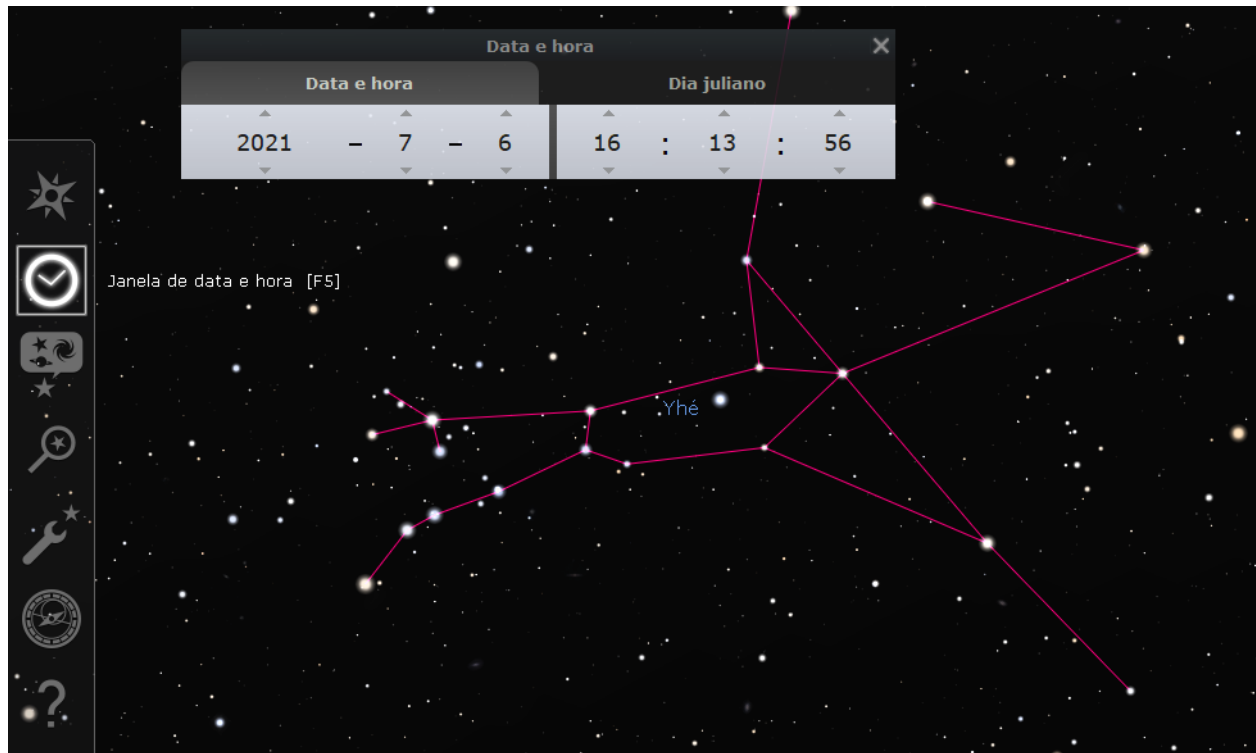 Data e hora
Data e hora Dia juliano
2021 – 7 – 6 16 : 13 : 56
Janela de data e hora [F5]
Yhé